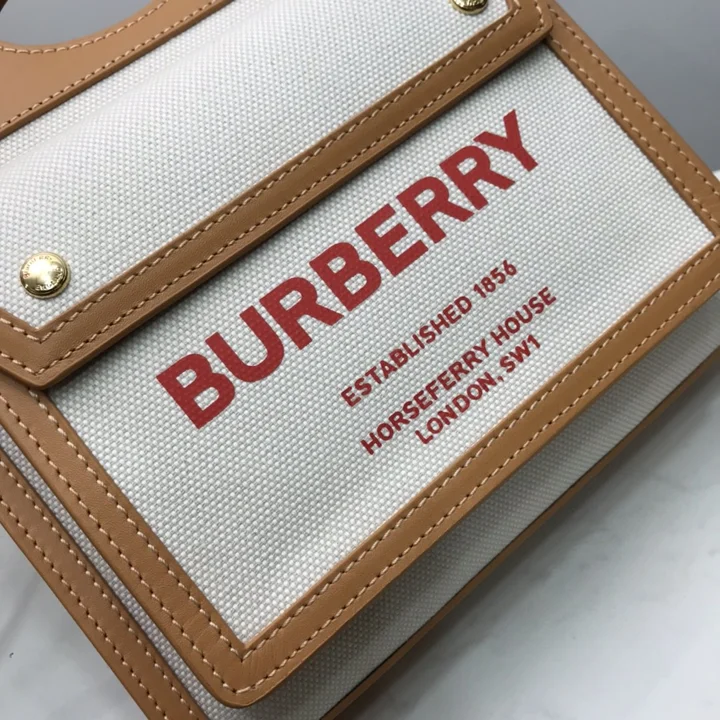 BURBERRY
ESTABLISHED 1856
HORSEFERRY HOUSE
LONDON, SW1